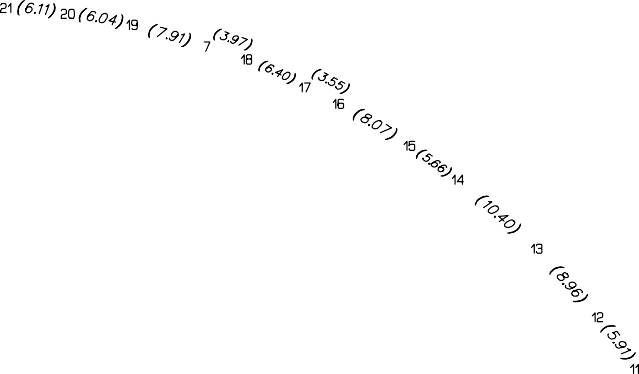 21 (6.11) 20 (6.04) 19 (7.91) 7 (3.97)
18 (6.40) 17 (3.55)
16 (8.07)
15 (5.66) 14
(10.40)
13
(8.96)
12 (5.91)
11